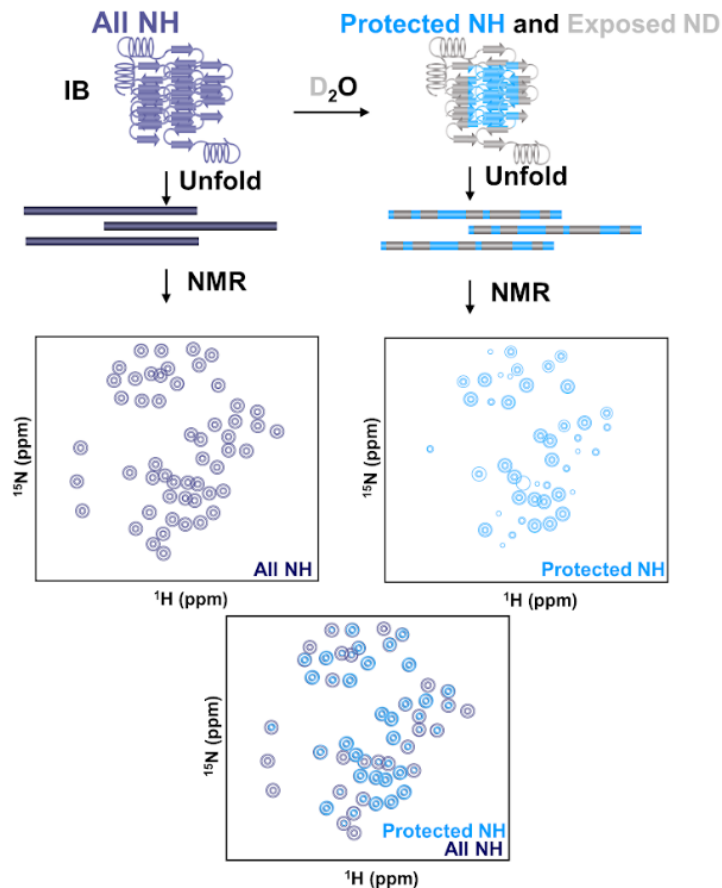 All NH
Protected NH and Exposed ND
IB
D₂O
Unfold
Unfold
NMR
NMR
¹⁵N (ppm)
All NH
¹H (ppm)
¹⁵N (ppm)
Protected NH
¹H (ppm)
¹⁵N (ppm)
Protected NH
All NH
¹H (ppm)